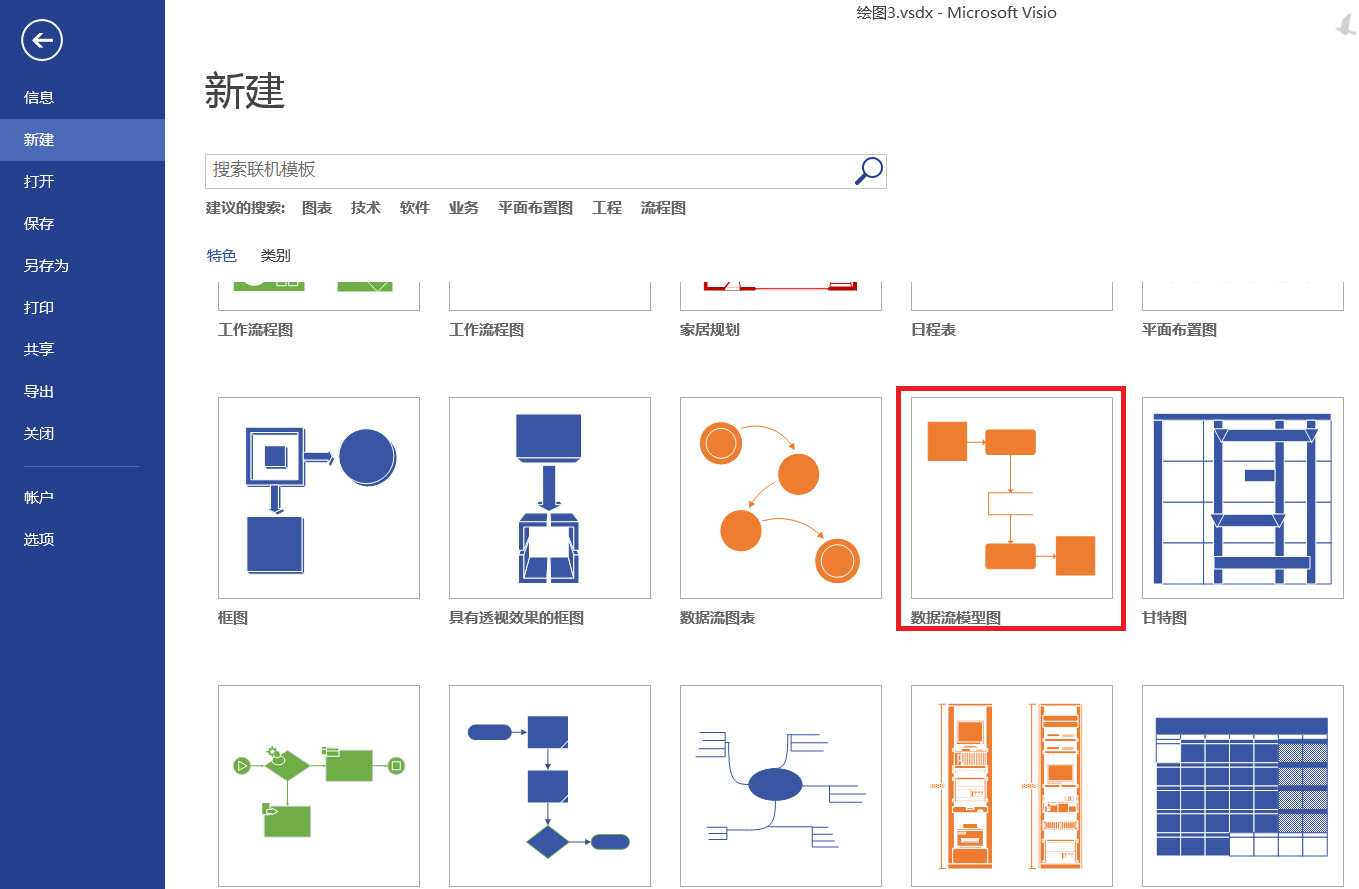 绘图3.vsdx - Microsoft Visio
信息
新建
打开
保存
另存为
打印
共享
导出
关闭
帐户
选项
新建
搜索联机模板
建议的搜索: 图表 技术 软件 业务 平面布置图 工程 流程图
特色 类别
工作流程图 工作流程图 家居规划 日程表 平面布置图
框图 具有透视效果的框图 数据流图表 数据流模型图 甘特图